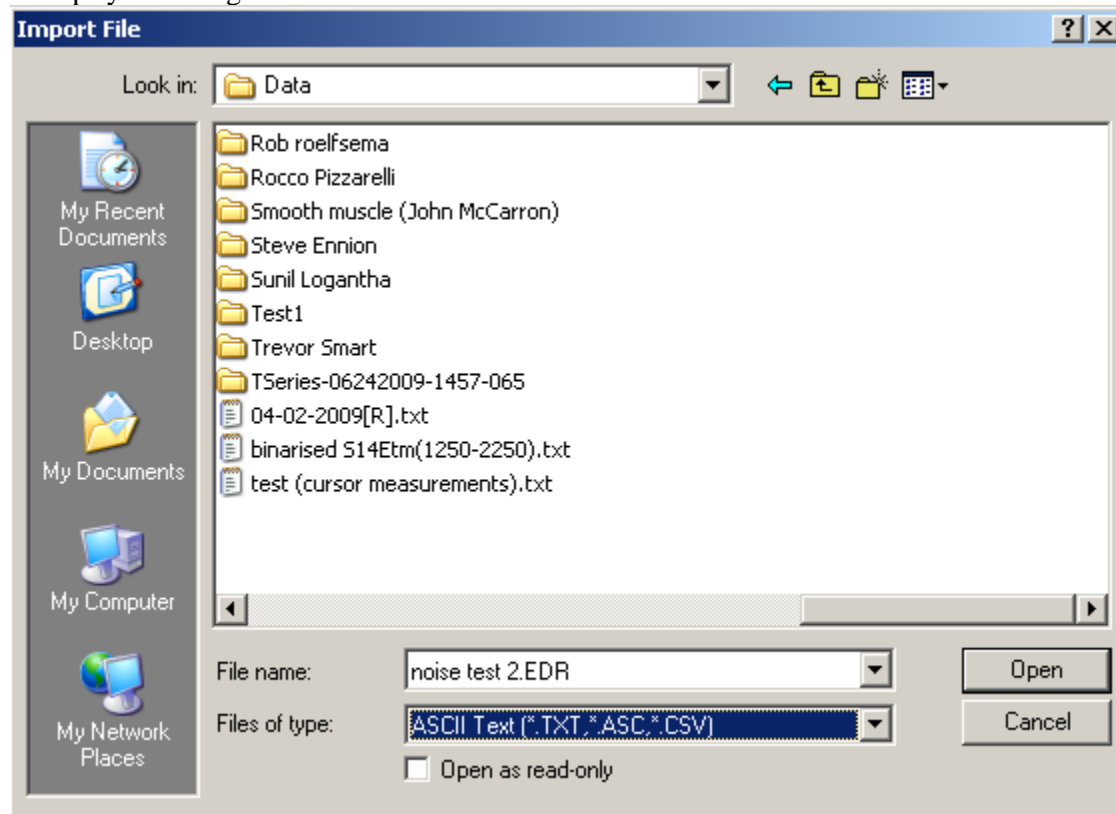 Import File
Look in:
Data
My Recent
Documents
Desktop
My Documents
My Computer
My Network
Places
Rob roelfsema
Rocco Pizzarelli
Smooth muscle (John McCarron)
Steve Ennion
Sunil Logantha
Test1
Trevor Smart
TSeries-06242009-1457-065
04-02-2009[R].txt
binarised S14Etm(1250-2250).txt
test (cursor measurements).txt
File name:
noise test 2.EDR
Open
Files of type:
ASCII Text (*.TXT,*.ASC,*.CSV)
Cancel
Open as read-only